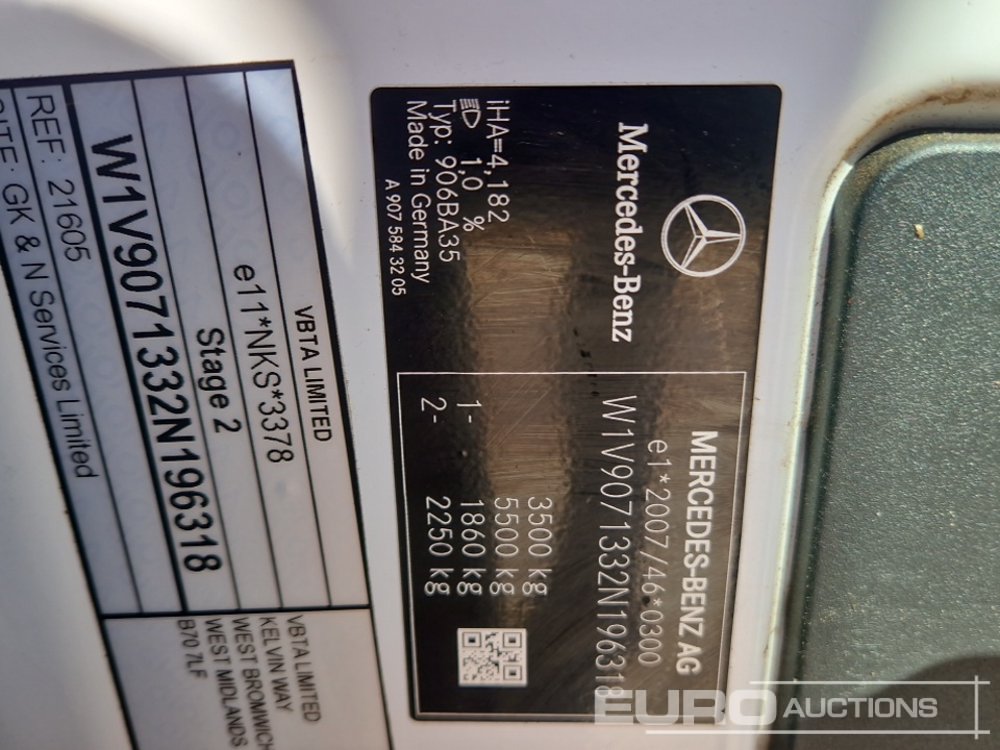 VBTA LIMITED
e11*NKS*3378
Stage 2
W1V9071332N196318
REF: 21605
SITE: GK & N Services Limited
VBTA LIMITED
KELVIN WAY
WEST BROMWICH
WEST MIDLANDS
B70 7LF
Mercedes-Benz
MERCEDES-BENZ AG
e1*2007/46*0300
W1V9071332N196318
3500 kg
5500 kg
1- 1860 kg
2- 2250 kg
iHA=4,182
1,0 %
Typ: 906BA35
Made in Germany
A 907 584 32 05
EURO AUCTIONS